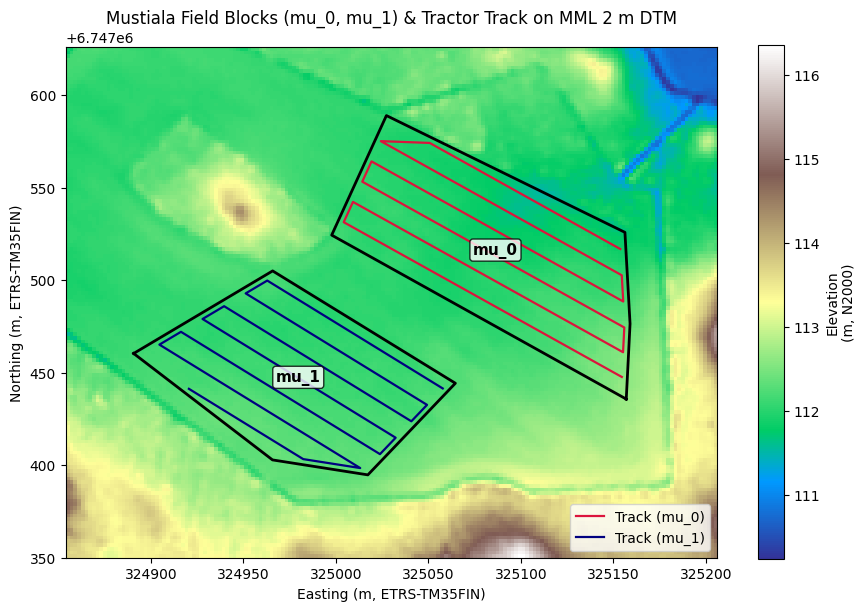 Mustiala Field Blocks (mu_0, mu_1) & Tractor Track on MML 2 m DTM
+6.747e6
600
550
500
450
400
350
Northing (m, ETRS-TM35FIN)
mu_0
mu_1
Track (mu_0)
Track (mu_1)
324900
324950
325000
325050
325100
325150
325200
Easting (m, ETRS-TM35FIN)
116
115
114
113
112
111
Elevation
(m, N2000)